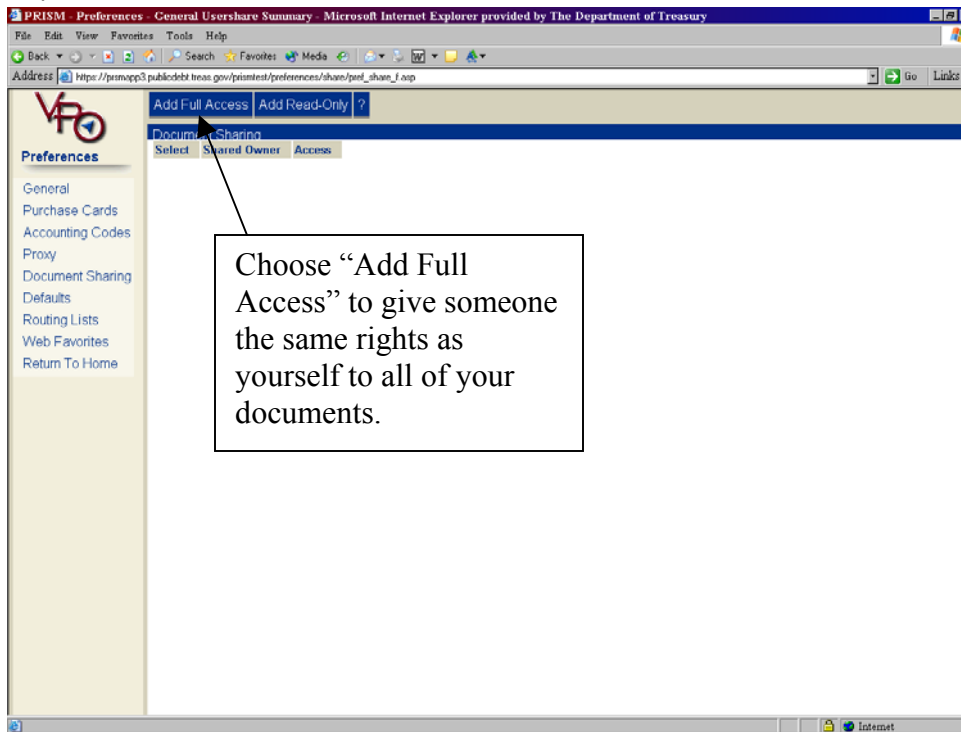 PRISM - Preferences - General Usershare Summary - Microsoft Internet Explorer provided by The Department of Treasury
File Edit View Favorites Tools Help
Back Search Favorites Media
Address https://prismapp3.publicdebt.treas.gov/prismtest/preferences/share/pref_share_f.asp Go Links
VPO
Add Full Access Add Read-Only ?
Document Sharing
Select Shared Owner Access
Preferences
General
Purchase Cards
Accounting Codes
Proxy
Document Sharing
Defaults
Routing Lists
Web Favorites
Return To Home
Choose “Add Full
Access” to give someone
the same rights as
yourself to all of your
documents.
Internet